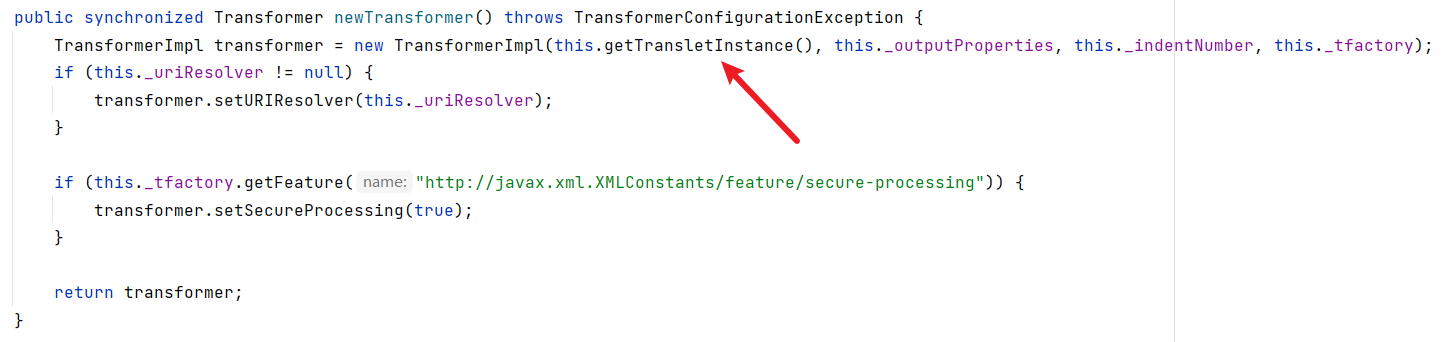 public synchronized Transformer newTransformer() throws TransformerConfigurationException {
    TransformerImpl transformer = new TransformerImpl(this.getTransletInstance(), this._outputProperties, this._indentNumber, this._tfactory);
    if (this._uriResolver != null) {
        transformer.setURIResolver(this._uriResolver);
    }
    if (this._tfactory.getFeature( name: "http://javax.xml.XMLConstants/feature/secure-processing")) {
        transformer.setSecureProcessing(true);
    }
    return transformer;
}